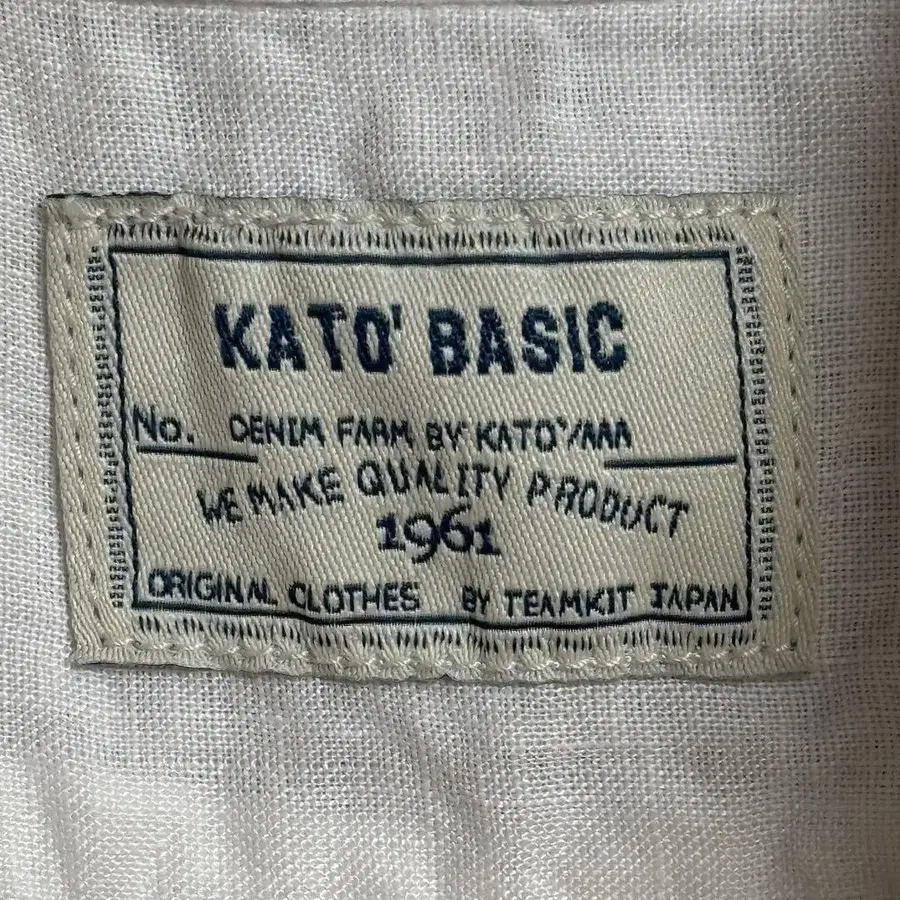 KATO' BASIC
No. DENIM FARM BY KATO'/AAA
WE MAKE QUALITY PRODUCT
1961
ORIGINAL CLOTHES BY TEAMKIT JAPAN